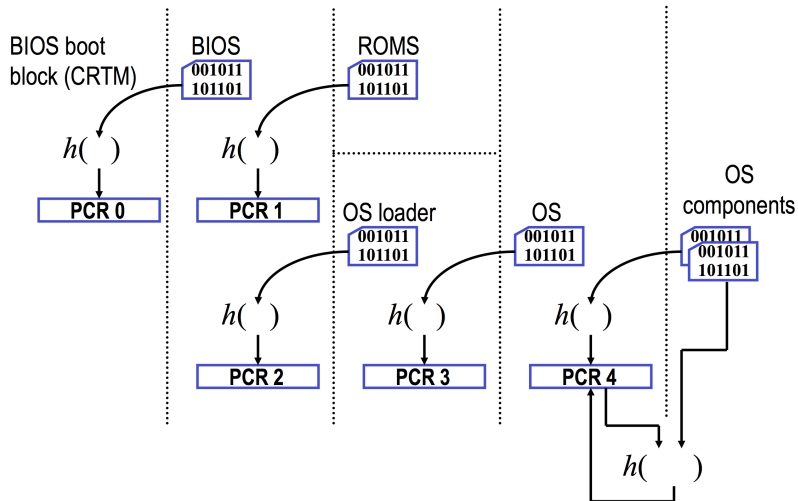 BIOS boot
block (CRTM)
BIOS
001011
101101
ROMS
001011
101101
h( )
h( )
PCR 0
PCR 1
OS loader
001011
101101
OS
001011
101101
OS
components
001011
001011
101101
h( )
h( )
h( )
PCR 2
PCR 3
PCR 4
h( )